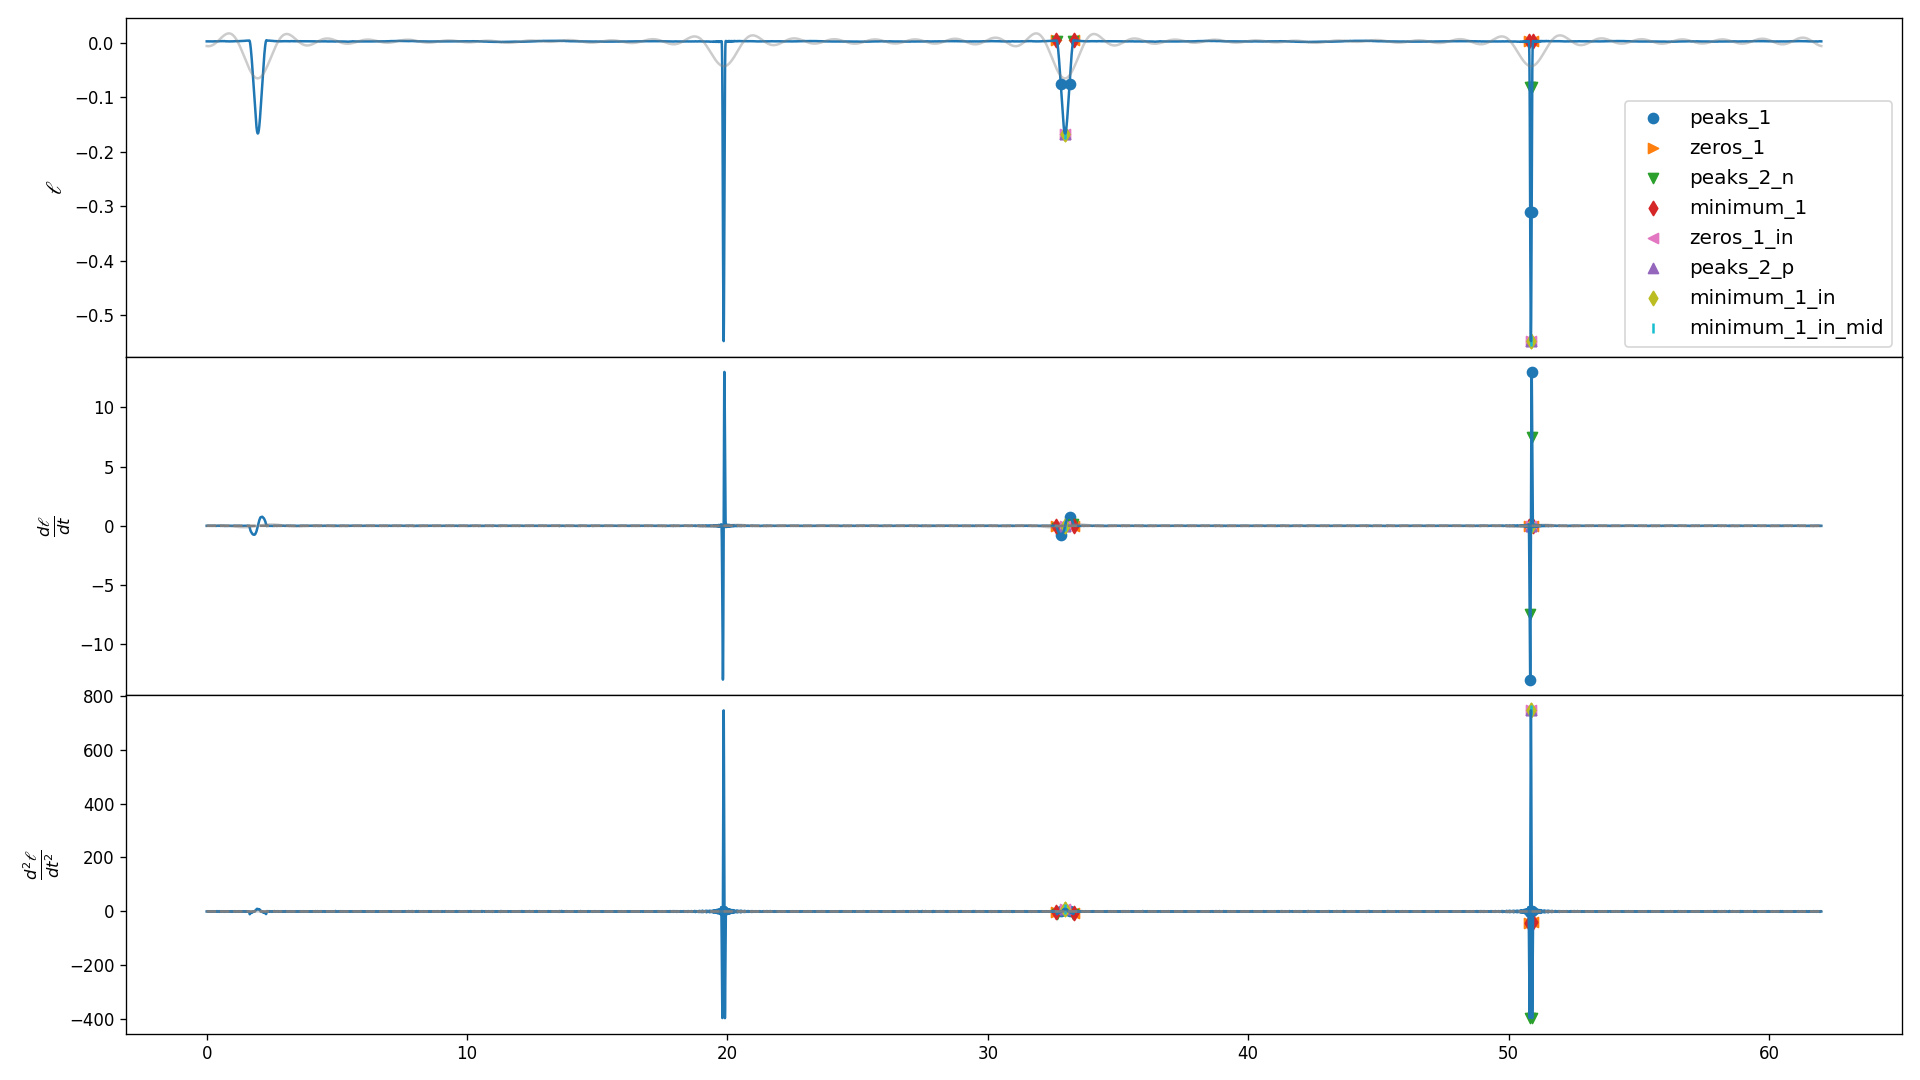 0.0
−0.1
−0.2
−0.3
−0.4
−0.5
ℓ
peaks_1
zeros_1
peaks_2_n
minimum_1
zeros_1_in
peaks_2_p
minimum_1_in
minimum_1_in_mid
10
5
0
−5
−10
dℓ
dt
800
600
400
200
0
−200
−400
d²ℓ
dt²
0 10 20 30 40 50 60